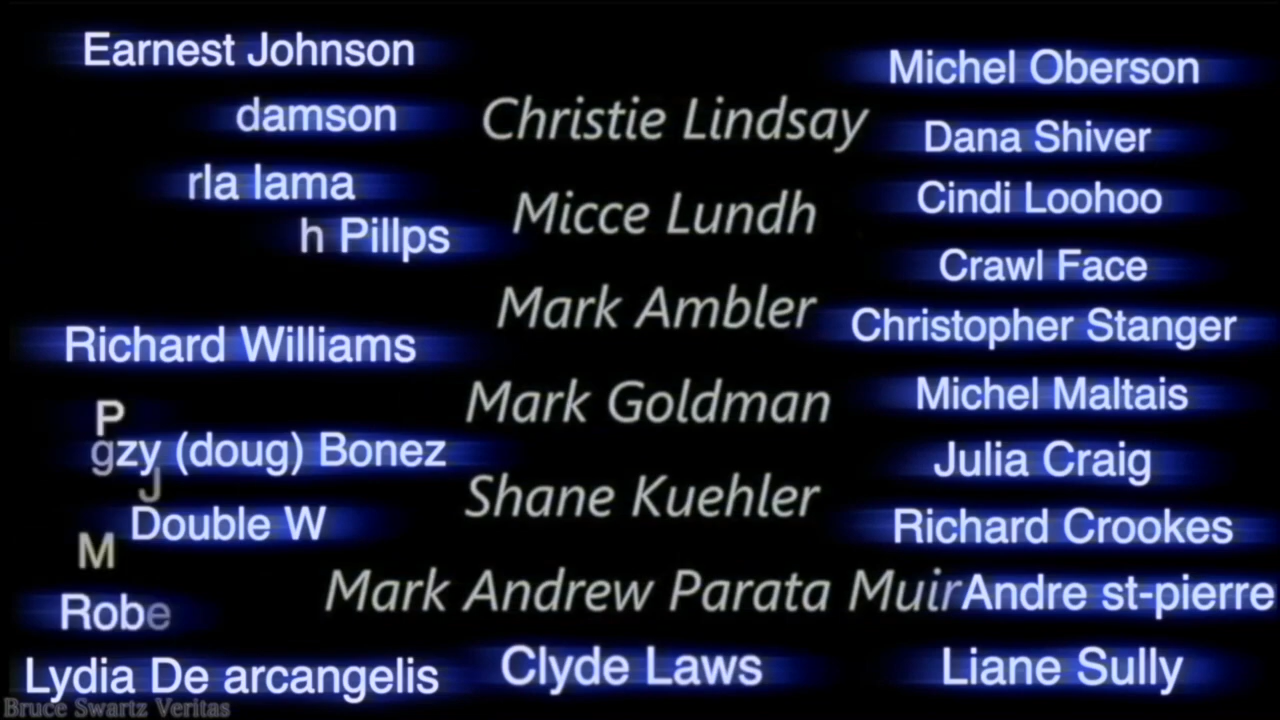 Earnest Johnson
damson
rla lama
h Pillps
Richard Williams
P
gzy (doug) Bonez
J
Double W
M
Robe
Lydia De arcangelis
Bruce Swartz Veritas
Christie Lindsay
Micce Lundh
Mark Ambler
Mark Goldman
Shane Kuehler
Mark Andrew Parata Muir
Clyde Laws
Michel Oberson
Dana Shiver
Cindi Loohoo
Crawl Face
Christopher Stanger
Michel Maltais
Julia Craig
Richard Crookes
Andre st-pierre
Liane Sully